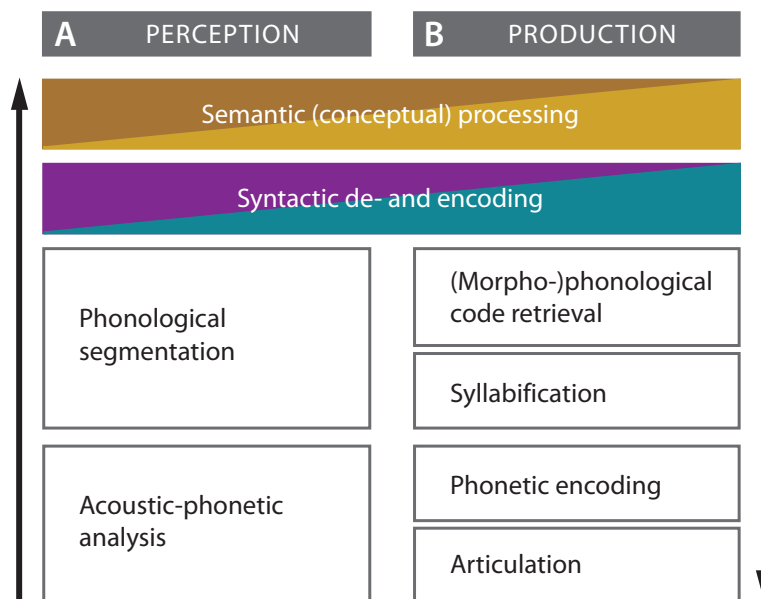 A PERCEPTION
B PRODUCTION
Semantic (conceptual) processing
Syntactic de- and encoding
Phonological
segmentation
(Morpho-)phonological
code retrieval
Syllabification
Acoustic-phonetic
analysis
Phonetic encoding
Articulation